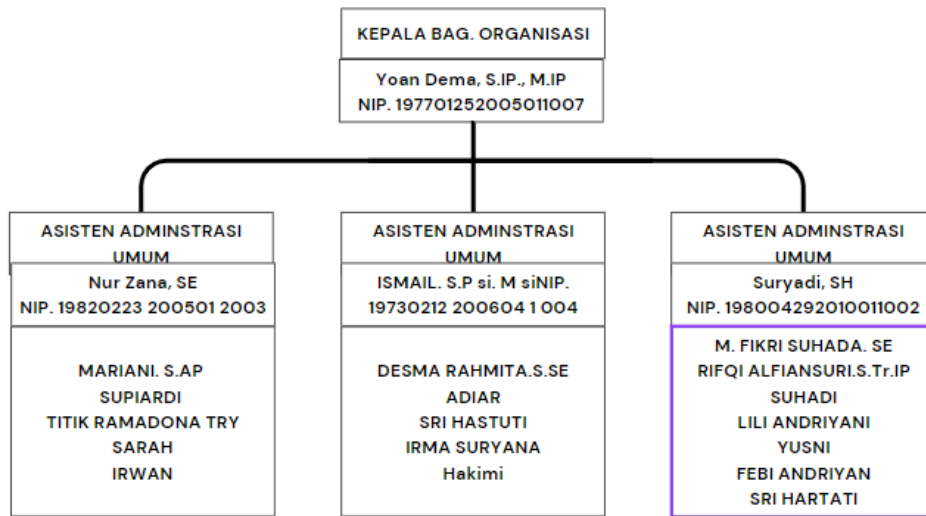 KEPALA BAG. ORGANISASI
Yoan Dema, S.IP., M.IP
NIP. 197701252005011007
ASISTEN ADMINSTRASI
UMUM
Nur Zana, SE
NIP. 19820223 200501 2003
MARIANI. S.AP
SUPIARDI
TITIK RAMADONA TRY
SARAH
IRWAN
ASISTEN ADMINSTRASI
UMUM
ISMAIL. S.P si. M siNIP.
19730212 200604 1 004
DESMA RAHMITA.S.SE
ADIAR
SRI HASTUTI
IRMA SURYANA
Hakimi
ASISTEN ADMINSTRASI
UMUM
Suryadi, SH
NIP. 198004292010011002
M. FIKRI SUHADA. SE
RIFQI ALFIANSURI.S.Tr.IP
SUHADI
LILI ANDRIYANI
YUSNI
FEBI ANDRIYAN
SRI HARTATI